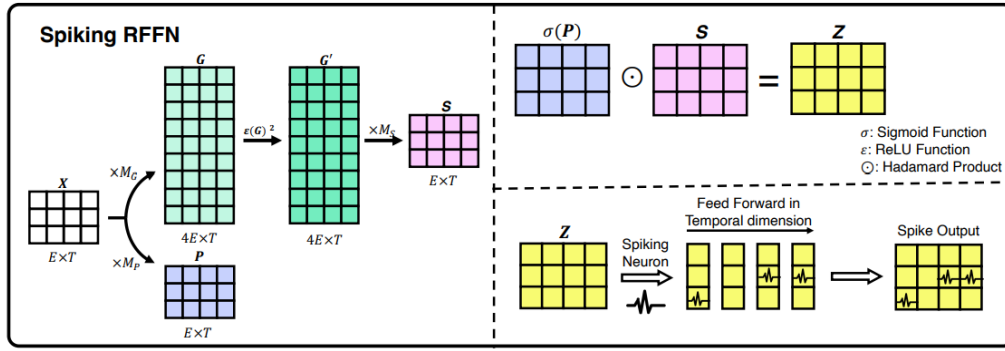 Spiking RFFN
G
G′
ε(G) ²
×M_S
S
E×T
X
×M_G
E×T
×M_P
4E×T
4E×T
P
E×T
σ(P)
S
Z
⊙
=
σ: Sigmoid Function
ε: ReLU Function
⊙: Hadamard Product
Z
Spiking
Neuron
Feed Forward in
Temporal dimension
Spike Output